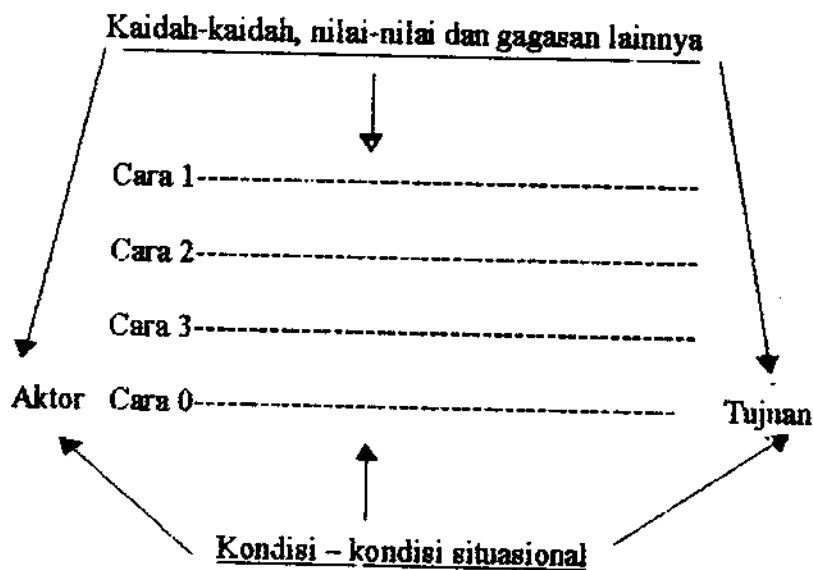 Kaidah-kaidah, nilai-nilai dan gagasan lainnya
Cara 1
Cara 2
Cara 3
Aktor Cara 0 Tujuan
Kondisi – kondisi situasional